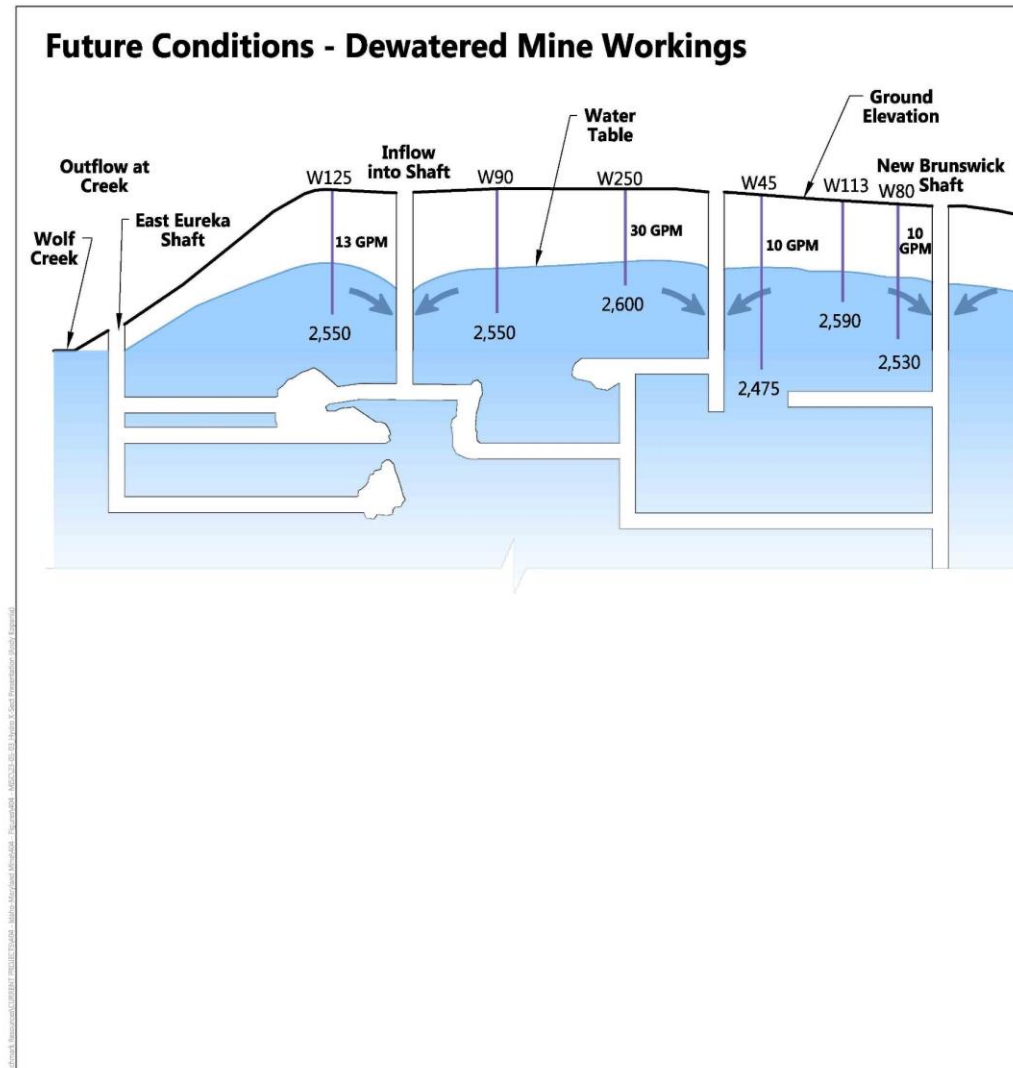 Future Conditions - Dewatered Mine Workings
Ground
Elevation
Water
Table
Inflow
into Shaft
Outflow at
Creek
New Brunswick
Shaft
W125
W90
W250
W45
W113
W80
East Eureka
Shaft
Wolf
Creek
13 GPM
30 GPM
10 GPM
10
GPM
2,550
2,550
2,600
2,590
2,530
2,475